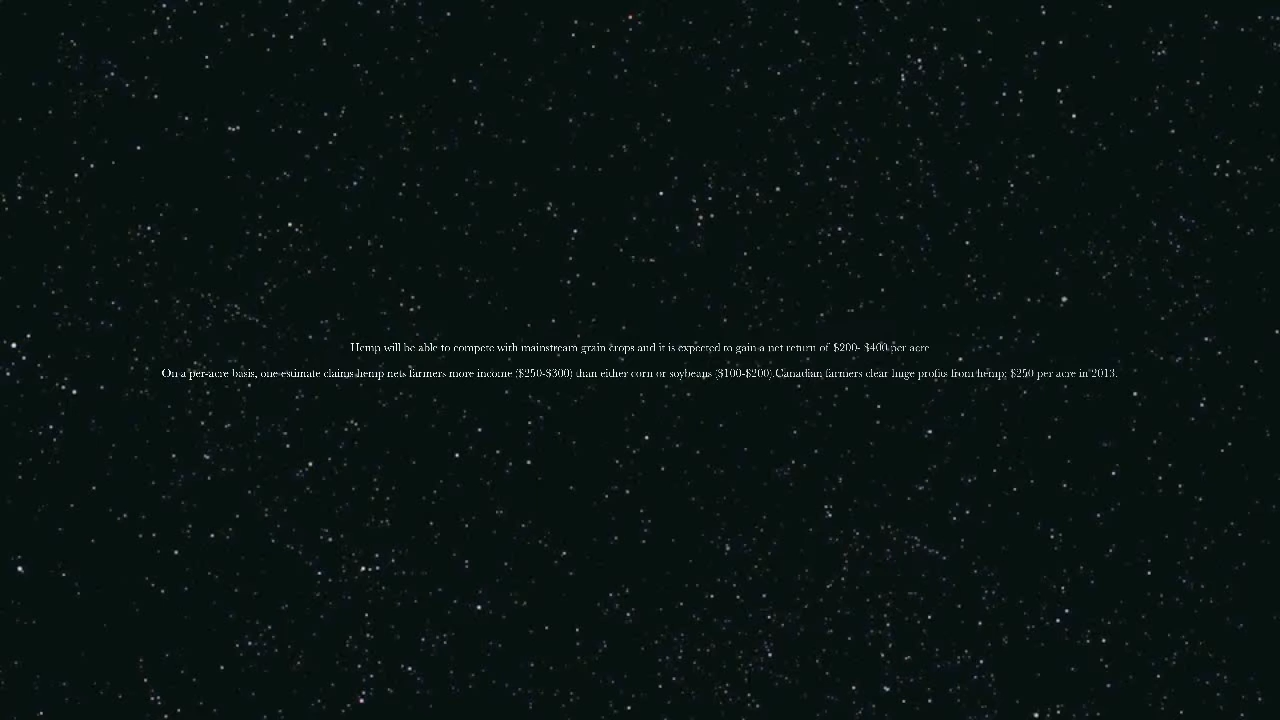 Hemp will be able to compete with mainstream grain crops and it is expected to gain a net return of $200- $400 per acre
On a per-acre basis, one estimate claims hemp nets farmers more income ($250-$300) than either corn or soybeans ($100-$200).Canadian farmers clear huge profits from hemp; $250 per acre in 2013.